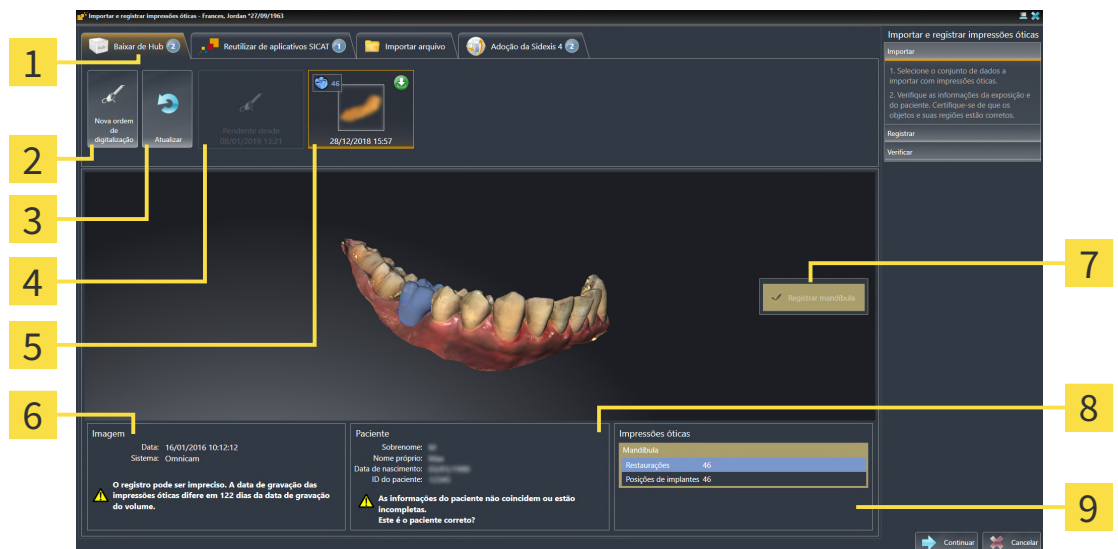 Importar e registrar impressões óticas - Frances, Jordan *27/09/1963
Baixar de Hub 2
Reutilizar de aplicativos SICAT 1
Importar arquivo
Adoção da Sidexis 4 2
Nova ordem
de
digitalização
Atualizar
Pendente desde
08/01/2018 13:21
46
28/12/2018 15:57
Importar e registrar impressões óticas
Importar
1. Selecione o conjunto de dados a
importar com impressões óticas.
2. Verifique as informações da exposição e
do paciente. Certifique-se de que os
objetos e suas regiões estão corretos.
Registrar
Verificar
Registrar mandíbula
Imagem
Data: 16/01/2016 10:12:12
Sistema: Omnicam
O registro pode ser impreciso. A data de gravação das
impressões óticas difere em 122 dias da data de gravação
do volume.
Paciente
Sobrenome:
Nome próprio:
Data de nascimento:
ID do paciente:
As informações do paciente não coincidem ou estão
incompletas.
Este é o paciente correto?
Impressões óticas
Mandíbula
Restaurações 46
Posições de implantes 46
Continuar
Cancelar
1
2
3
4
5
6
7
8
9